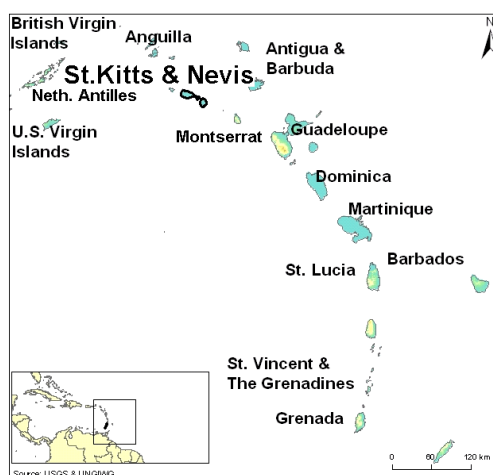 British Virgin
Islands
Anguilla
N
Antigua &
Barbuda
St.Kitts & Nevis
Neth. Antilles
U.S. Virgin
Islands
Montserrat
Guadeloupe
Dominica
Martinique
Barbados
St. Lucia
St. Vincent &
The Grenadines
Grenada
0 60 120 km
Source: USGS & UNGIWG